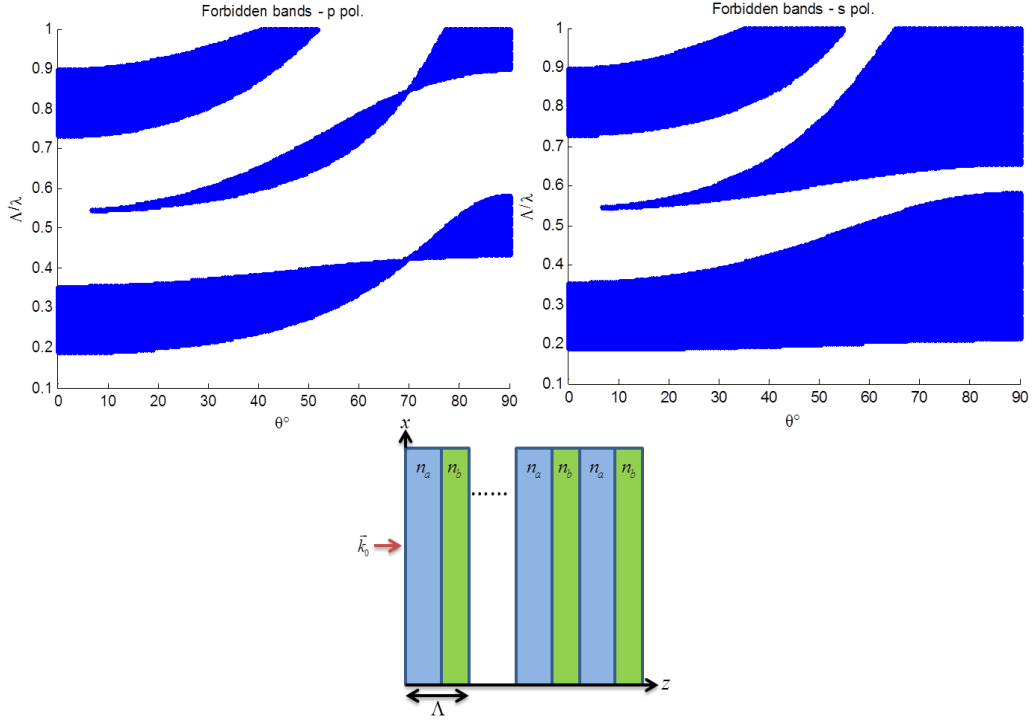 Forbidden bands - p pol.
1
0.9
0.8
0.7
0.6
0.5
0.4
0.3
0.2
0.1
Λ/λ
0 10 20 30 40 50 60 70 80 90
θ°
Forbidden bands - s pol.
1
0.9
0.8
0.7
0.6
0.5
0.4
0.3
0.2
0.1
Λ/λ
0 10 20 30 40 50 60 70 80 90
θ°
x
n_a n_b ...... n_a n_b n_a n_b
k⃗_0
z
Λ